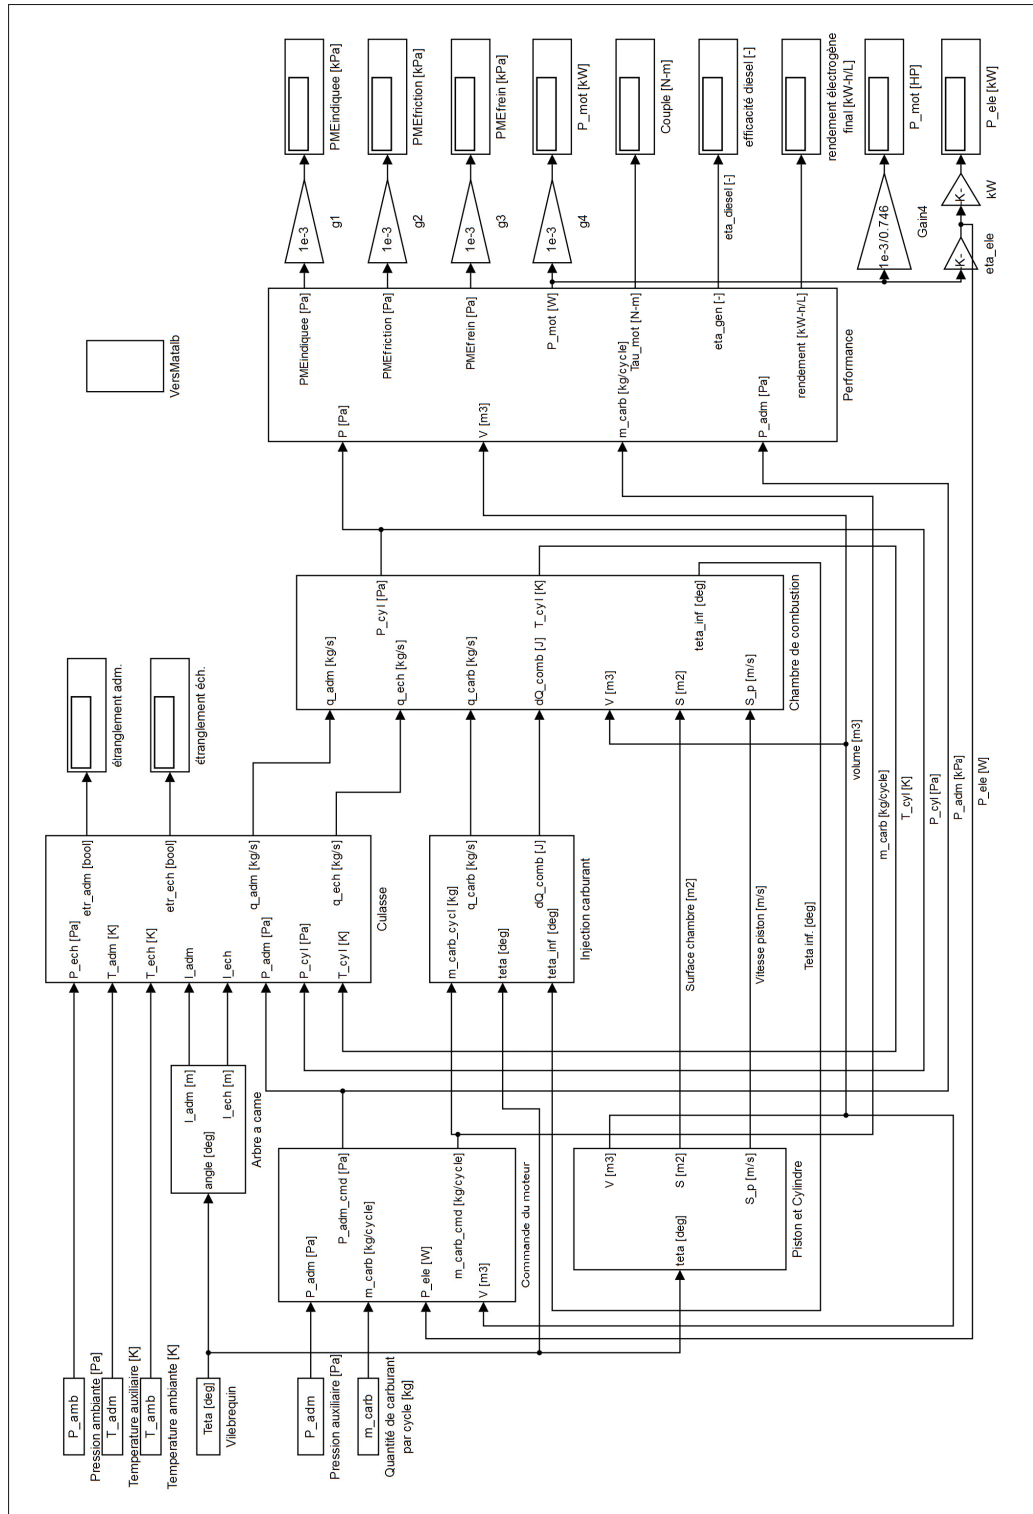 P_amb
Pression ambiante [Pa]
T_adm
Temperature auxiliaire [K]
T_amb
Temperature ambiante [K]
Teta [deg]
Vilebrequin
P_adm
Pression auxiliaire [Pa]
m_carb
Quantité de carburant
par cycle [kg]
angle [deg]
l_adm [m]
l_ech [m]
Arbre a came
P_adm [Pa]
m_carb [kg/cycle]
P_ele [W]
V [m3]
P_adm_cmd [Pa]
m_carb_cmd [kg/cycle]
Commande du moteur
teta [deg]
V [m3]
S [m2]
S_p [m/s]
Piston et Cylindre
P_ech [Pa]
T_adm [K]
T_ech [K]
l_adm
l_ech
P_adm [Pa]
P_cyl [Pa]
T_cyl [K]
etr_adm [bool]
etr_ech [bool]
q_adm [kg/s]
q_ech [kg/s]
Culasse
m_carb_cycl [kg]
teta [deg]
teta_inf [deg]
q_carb [kg/s]
dQ_comb [J]
Injection carburant
Surface chambre [m2]
Vitesse piston [m/s]
Teta inf. [deg]
étranglement adm.
étranglement éch.
q_adm [kg/s]
q_ech [kg/s]
q_carb [kg/s]
dQ_comb [J]
V [m3]
S [m2]
S_p [m/s]
P_cyl [Pa]
T_cyl [K]
teta_inf [deg]
Chambre de combustion
volume [m3]
m_carb [kg/cycle]
T_cyl [K]
P_cyl [Pa]
P_adm [kPa]
P_ele [W]
VersMatalb
P [Pa]
V [m3]
m_carb [kg/cycle]
P_adm [Pa]
PMEindiquee [Pa]
PMEfriction [Pa]
PMEfrein [Pa]
P_mot [W]
Tau_mot [N-m]
eta_gen [-]
rendement [kW-h/L]
Performance
1e-3
g1
1e-3
g2
1e-3
g3
1e-3
g4
eta_diesel [-]
1e-3/0.746
Gain4
K-
eta_ele
K-
kW
PMEindiquee [kPa]
PMEfriction [kPa]
PMEfrein [kPa]
P_mot [kW]
Couple [N-m]
efficacité diesel [-]
rendement électrogène
final [kW-h/L]
P_mot [HP]
P_ele [kW]